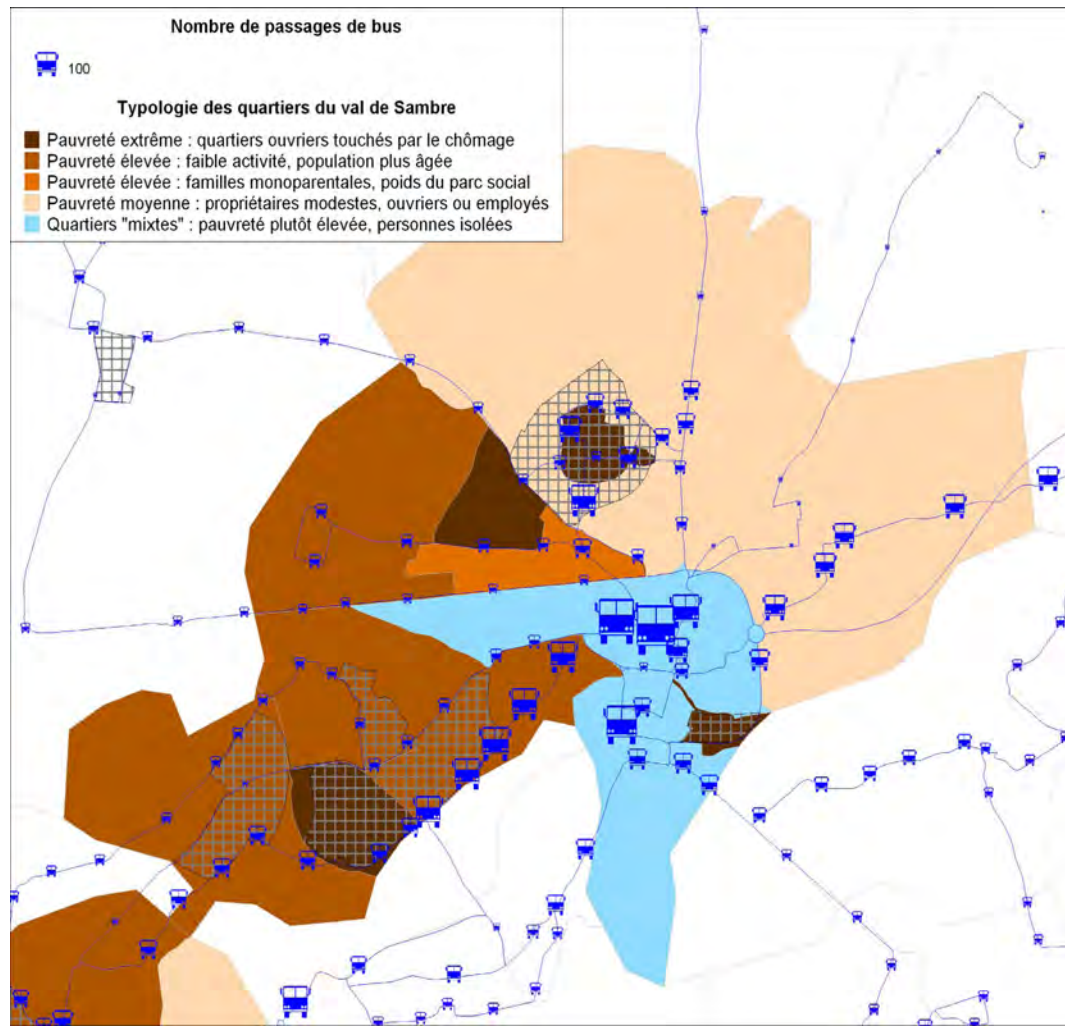 Nombre de passages de bus
100
Typologie des quartiers du val de Sambre
Pauvreté extrême : quartiers ouvriers touchés par le chômage
Pauvreté élevée : faible activité, population plus âgée
Pauvreté élevée : familles monoparentales, poids du parc social
Pauvreté moyenne : propriétaires modestes, ouvriers ou employés
Quartiers "mixtes" : pauvreté plutôt élevée, personnes isolées